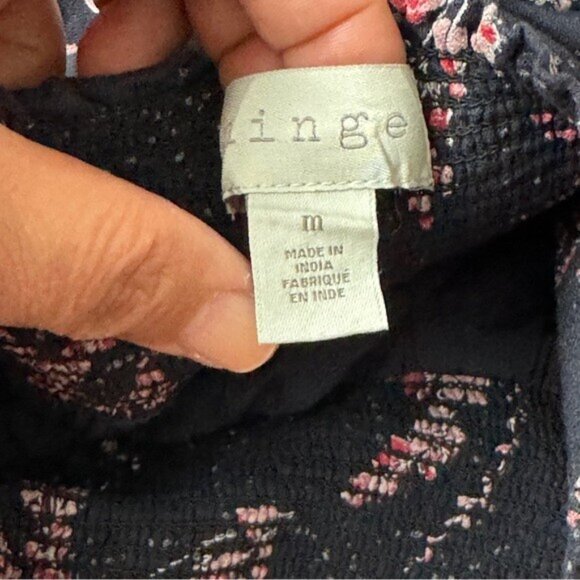 inge
m
MADE IN
INDIA
FABRIQUÉ
EN INDE